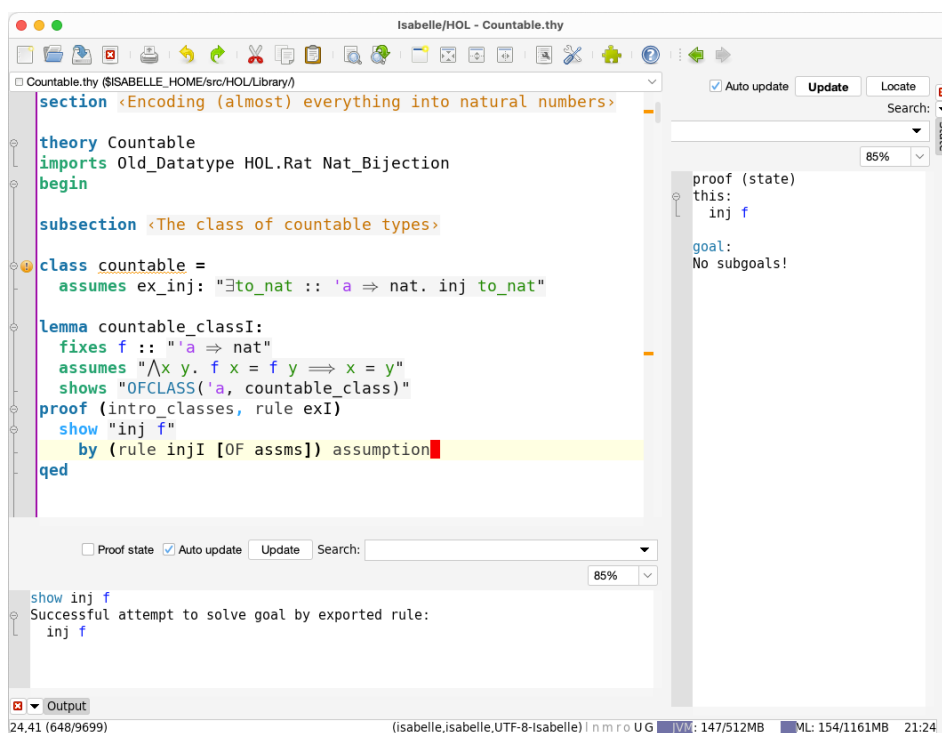 Isabelle/HOL - Countable.thy
Countable.thy ($ISABELLE_HOME/src/HOL/Library/)
section ‹Encoding (almost) everything into natural numbers›
theory Countable
imports Old_Datatype HOL.Rat Nat_Bijection
begin
subsection ‹The class of countable types›
class countable =
assumes ex_inj: "∃to_nat :: 'a ⇒ nat. inj to_nat"
lemma countable_classI:
fixes f :: "'a ⇒ nat"
assumes "⋀x y. f x = f y ⟹ x = y"
shows "OFCLASS('a, countable_class)"
proof (intro_classes, rule exI)
show "inj f"
by (rule injI [OF assms]) assumption
qed
Auto update Update Locate
Search:
85%
proof (state)
this:
inj f
goal:
No subgoals!
Proof state Auto update Update Search:
85%
show inj f
Successful attempt to solve goal by exported rule:
inj f
Output
24,41 (648/9699) (isabelle,isabelle,UTF-8-Isabelle) | n m r o U G VM: 147/512MB ML: 154/1161MB 21:24